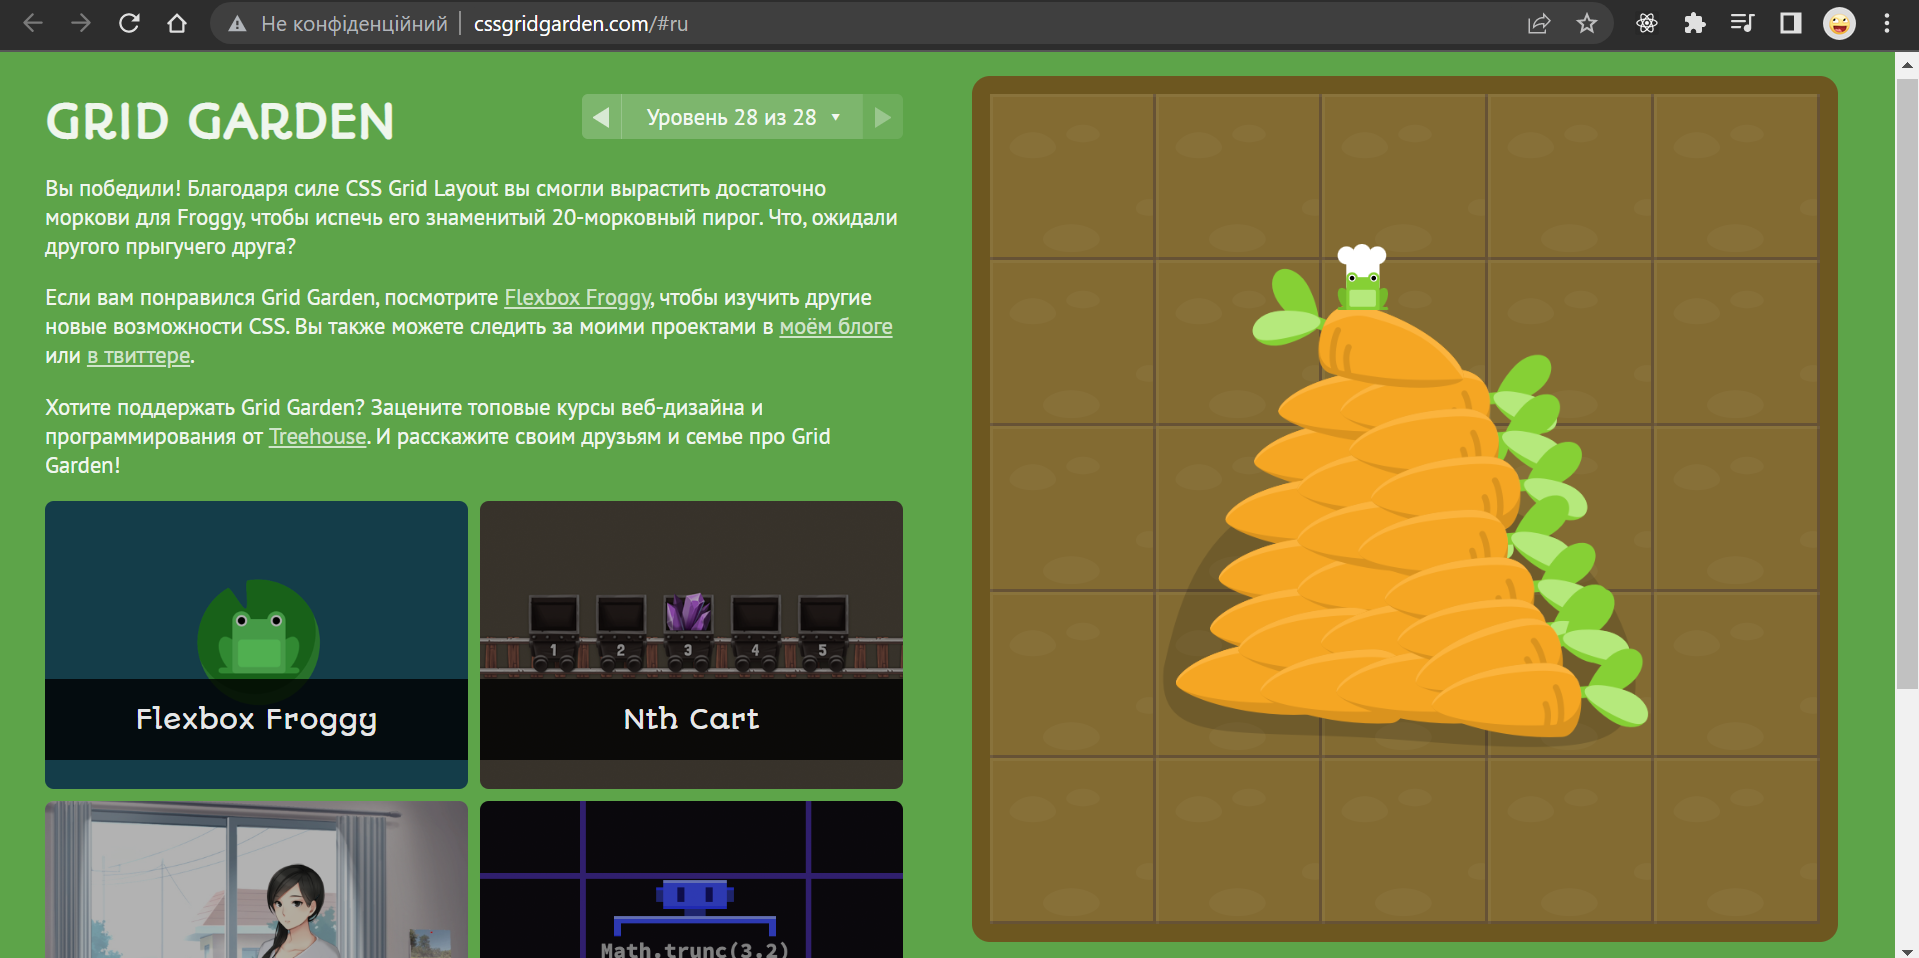 Не конфіденційний cssgridgarden.com/#ru
GRID GARDEN
Уровень 28 из 28
Вы победили! Благодаря силе CSS Grid Layout вы смогли вырастить достаточно
моркови для Froggy, чтобы испечь его знаменитый 20-морковный пирог. Что, ожидали
другого прыгучего друга?
Если вам понравился Grid Garden, посмотрите Flexbox Froggy, чтобы изучить другие
новые возможности CSS. Вы также можете следить за моими проектами в моём блоге
или в твиттере.
Хотите поддержать Grid Garden? Зацените топовые курсы веб-дизайна и
программирования от Treehouse. И расскажите своим друзьям и семье про Grid
Garden!
1 2 3 4 5
Flexbox Froggy
Nth Cart
Math.trunc(3.2)